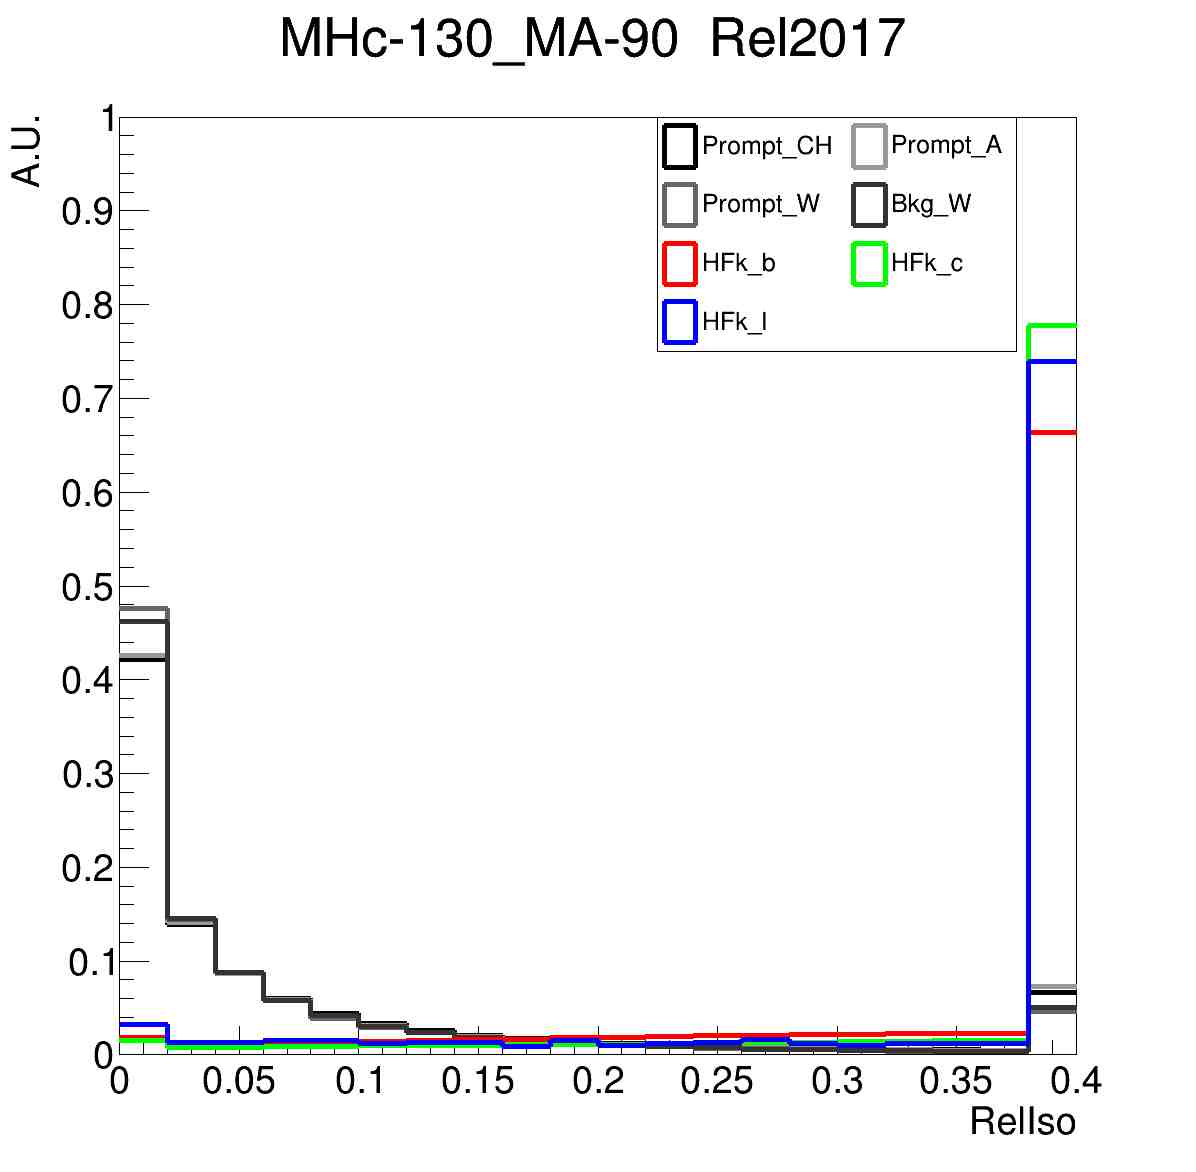 MHc-130_MA-90 Rel2017
A.U.
1
0.9
0.8
0.7
0.6
0.5
0.4
0.3
0.2
0.1
0
Prompt_CH Prompt_A
Prompt_W Bkg_W
HFk_b HFk_c
HFk_l
0 0.05 0.1 0.15 0.2 0.25 0.3 0.35 0.4
RelIso